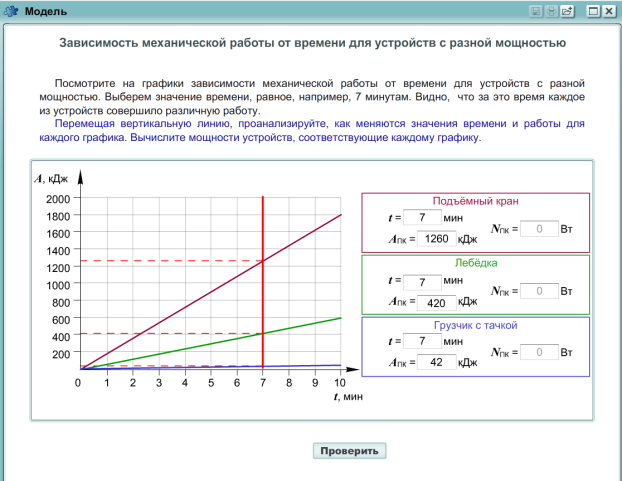 Модель
Зависимость механической работы от времени для устройств с разной мощностью
Посмотрите на графики зависимости механической работы от времени для устройств с разной
мощностью. Выберем значение времени, равное, например, 7 минутам. Видно, что за это время каждое
из устройств совершило различную работу.
Перемещая вертикальную линию, проанализируйте, как меняются значения времени и работы для
каждого графика. Вычислите мощности устройств, соответствующие каждому графику.
A, кДж
2000
1800
1600
1400
1200
1000
800
600
400
200
0 1 2 3 4 5 6 7 8 9 10
t, мин
Подъёмный кран
t = 7 мин
Aпк = 1260 кДж Nпк = 0 Вт
Лебёдка
t = 7 мин
Aпк = 420 кДж Nпк = 0 Вт
Грузчик с тачкой
t = 7 мин
Aпк = 42 кДж Nпк = 0 Вт
Проверить